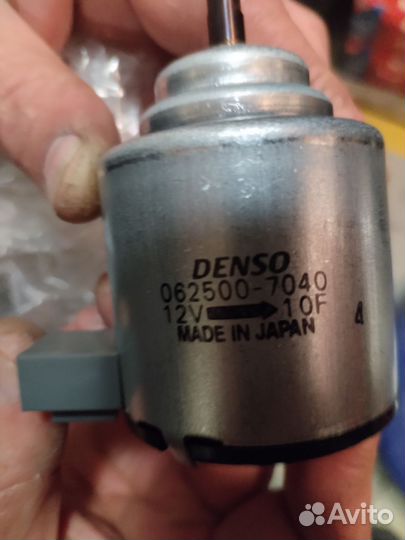 DENSO
062500-7040
12V 10F
MADE IN JAPAN
4
Avito